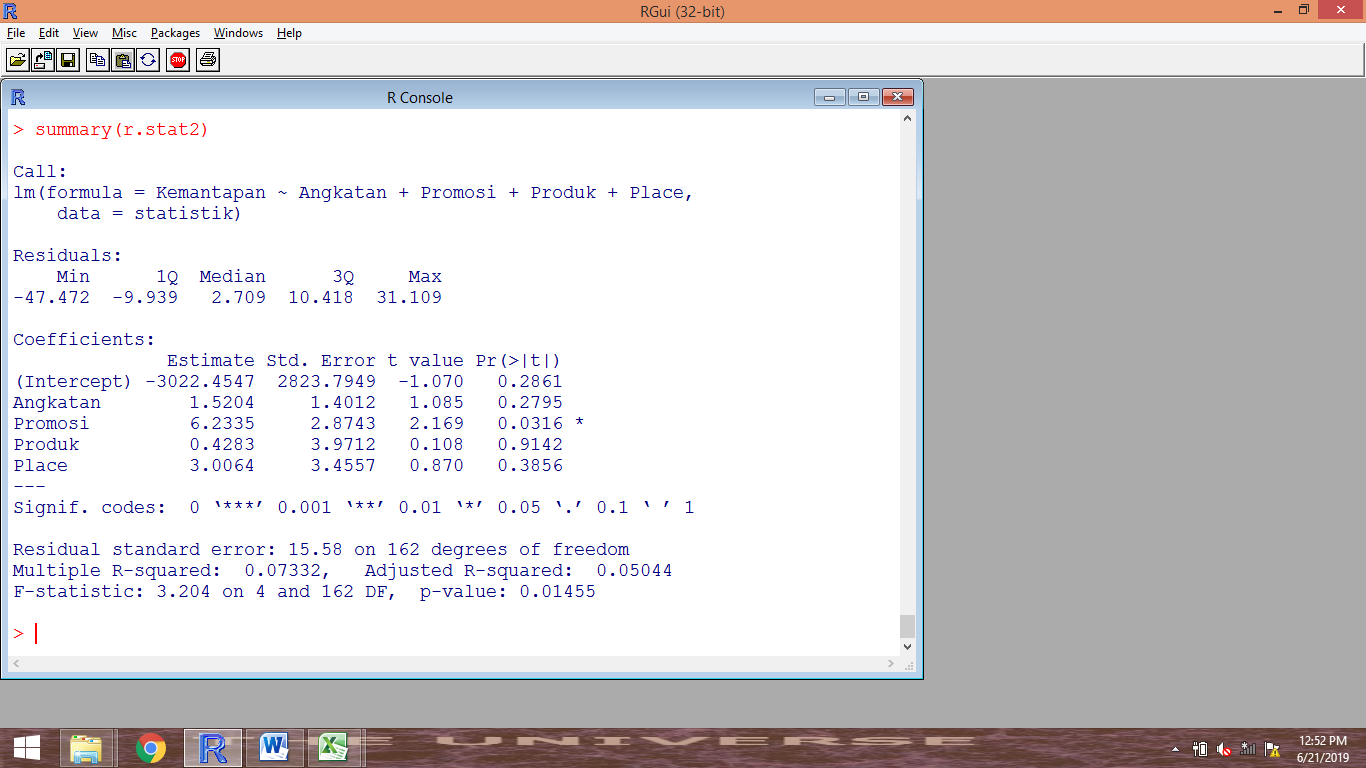 RGui (32-bit)
File Edit View Misc Packages Windows Help
STOP
R Console
> summary(r.stat2)
Call:
lm(formula = Kemantapan ~ Angkatan + Promosi + Produk + Place,
    data = statistik)
Residuals:
    Min      1Q  Median      3Q     Max
-47.472  -9.939   2.709  10.418  31.109
Coefficients:
              Estimate Std. Error t value Pr(>|t|)
(Intercept) -3022.4547  2823.7949  -1.070   0.2861
Angkatan        1.5204     1.4012   1.085   0.2795
Promosi         6.2335     2.8743   2.169   0.0316 *
Produk          0.4283     3.9712   0.108   0.9142
Place           3.0064     3.4557   0.870   0.3856
---
Signif. codes:  0 ‘***’ 0.001 ‘**’ 0.01 ‘*’ 0.05 ‘.’ 0.1 ‘ ’ 1
Residual standard error: 15.58 on 162 degrees of freedom
Multiple R-squared:  0.07332,   Adjusted R-squared:  0.05044
F-statistic: 3.204 on 4 and 162 DF,  p-value: 0.01455
>
UNIVERSE
12:52 PM
6/21/2019